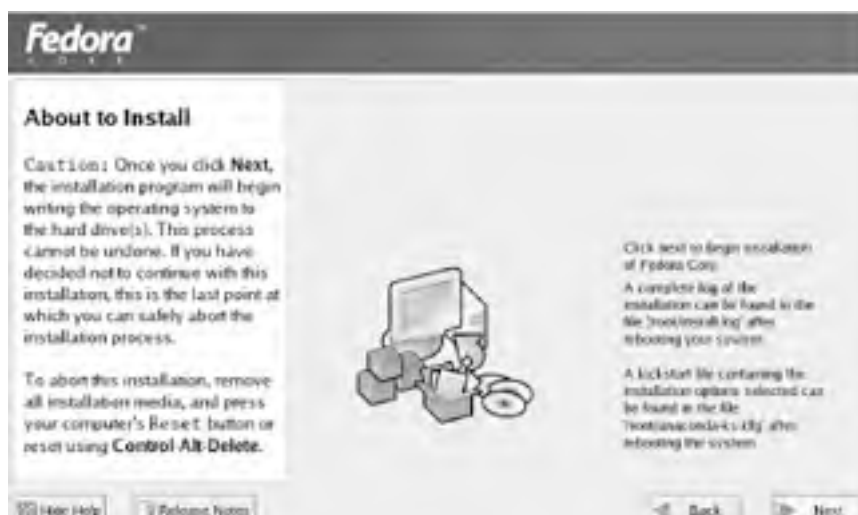 Fedora™
CORE
About to Install
Caution: Once you click Next,
the installation program will begin
writing the operating system to
the hard drive(s). This process
cannot be undone. If you have
decided not to continue with this
installation, this is the last point at
which you can safely abort the
installation process.
To abort this installation, remove
all installation media, and press
your computer's Reset button or
reset using Control-Alt-Delete.
Click next to begin installation
of Fedora Core.
A complete log of the
installation can be found in the
file '/root/install.log' after
rebooting your system.
A kickstart file containing the
installation options selected can
be found in the file
'/root/anaconda-ks.cfg' after
rebooting the system.
Hide Help
Release Notes
Back
Next